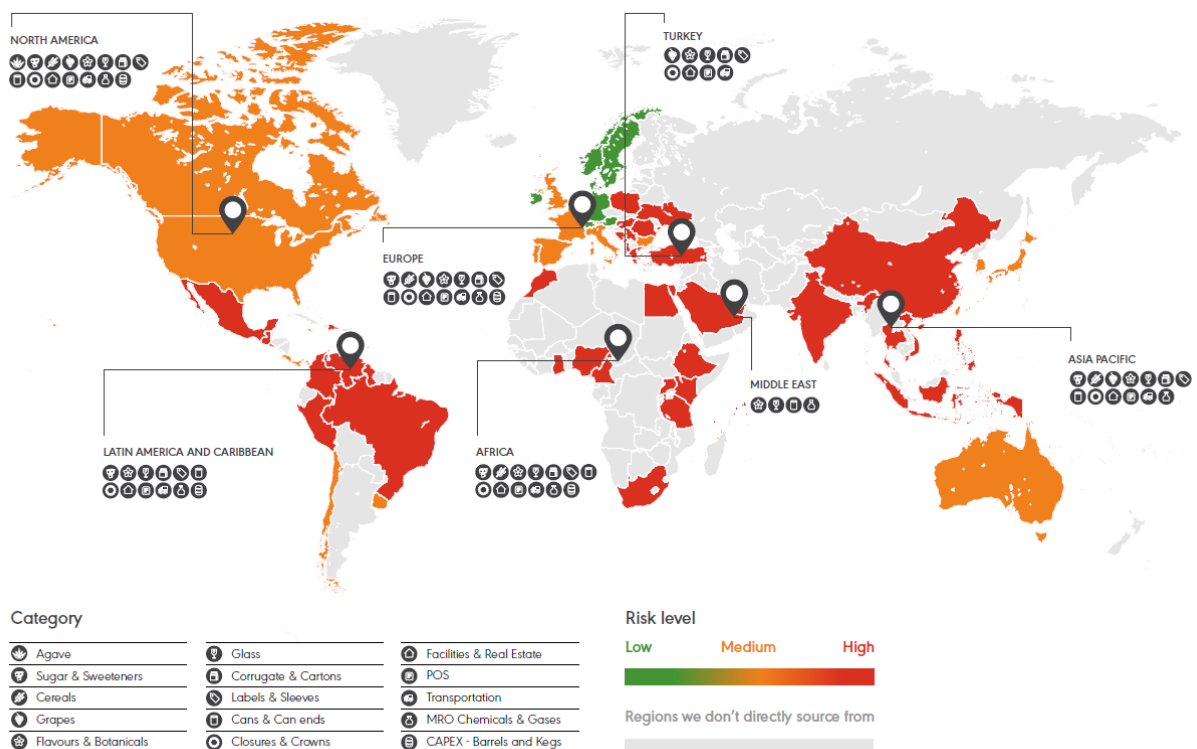 NORTH AMERICA
TURKEY
EUROPE
ASIA PACIFIC
MIDDLE EAST
LATIN AMERICA AND CARIBBEAN
AFRICA
Category
Agave
Sugar & Sweeteners
Cereals
Grapes
Flavours & Botanicals
Glass
Corrugate & Cartons
Labels & Sleeves
Cans & Can ends
Closures & Crowns
Facilities & Real Estate
POS
Transportation
MRO Chemicals & Gases
CAPEX - Barrels and Kegs
Risk level
Low Medium High
Regions we don't directly source from